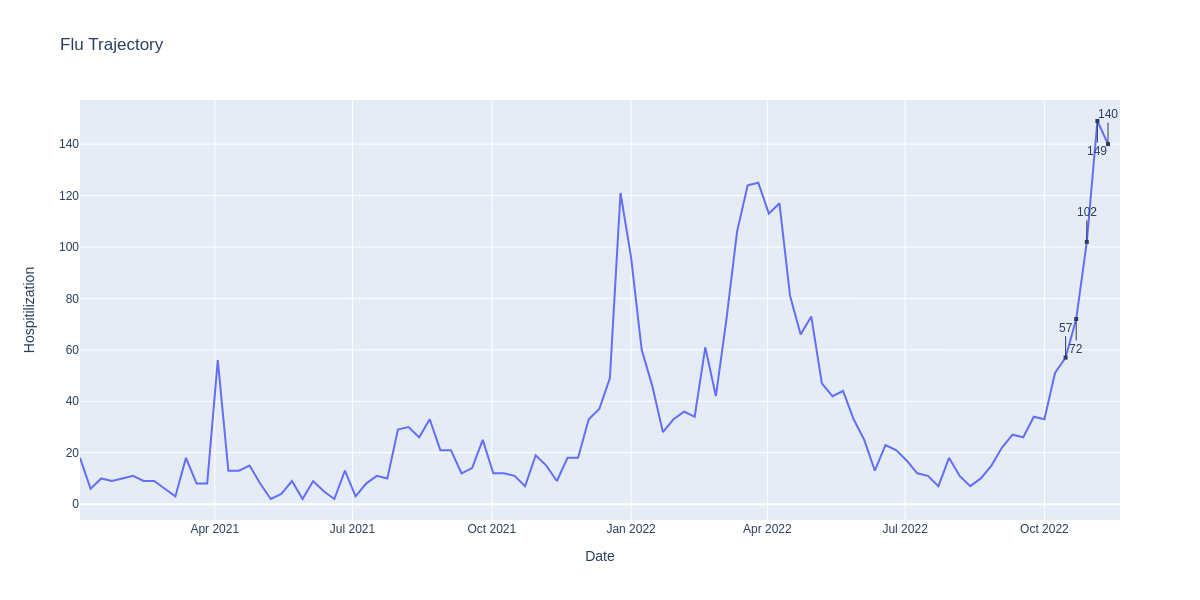 Flu Trajectory
140
149
102
57
72
140
120
100
80
60
40
20
0
Hospitilization
Apr 2021
Jul 2021
Oct 2021
Jan 2022
Apr 2022
Jul 2022
Oct 2022
Date